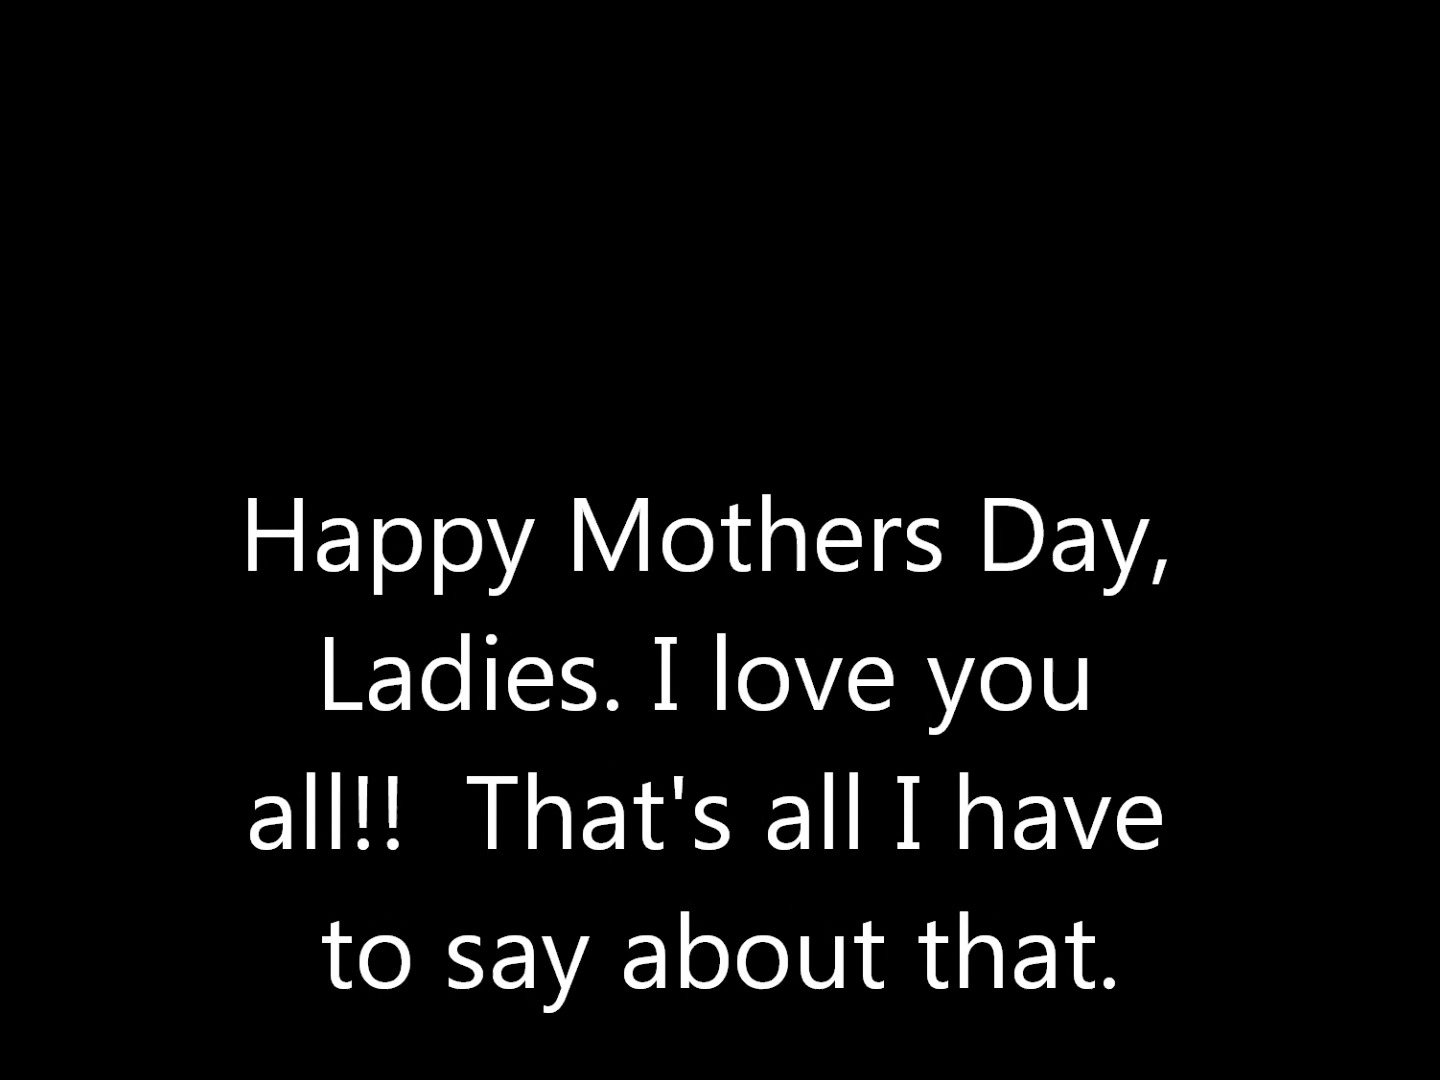 Happy Mothers Day,
Ladies. I love you
all!!  That's all I have
to say about that.